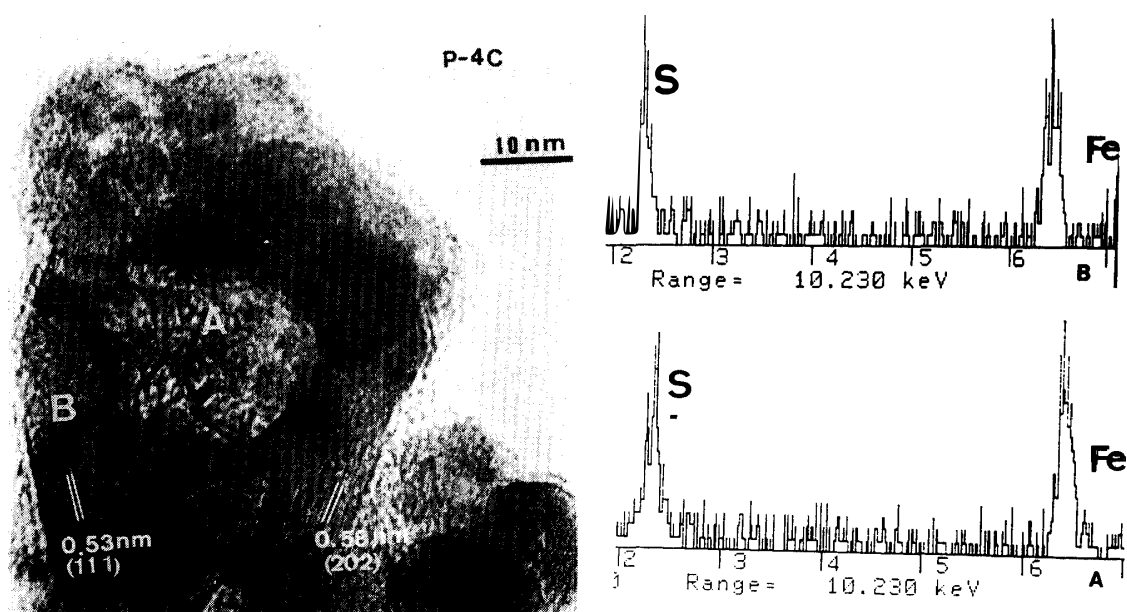 P-4C
10 nm
A
B
0.53nm
(111)
0.58nm
(202)
S
Fe
2 3 4 5 6
B
Range= 10.230 keV
S
Fe
2 3 4 5 6
Range= 10.230 keV
A